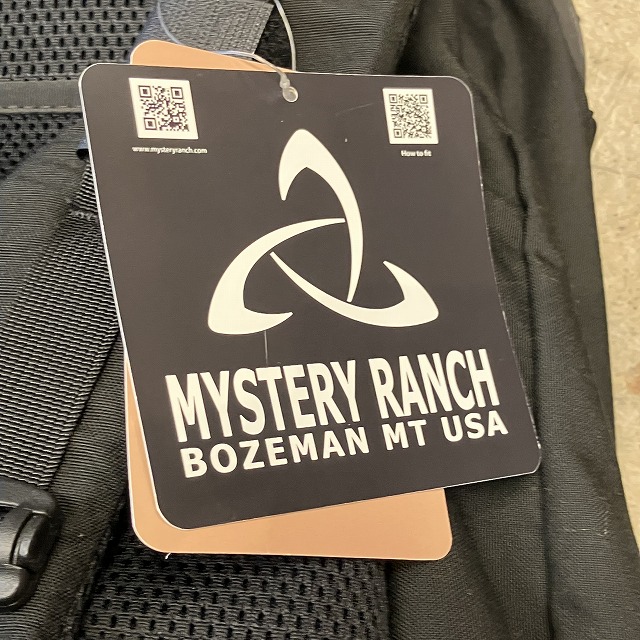 www.mysteryranch.com
How to fit
MYSTERY RANCH
BOZEMAN MT USA